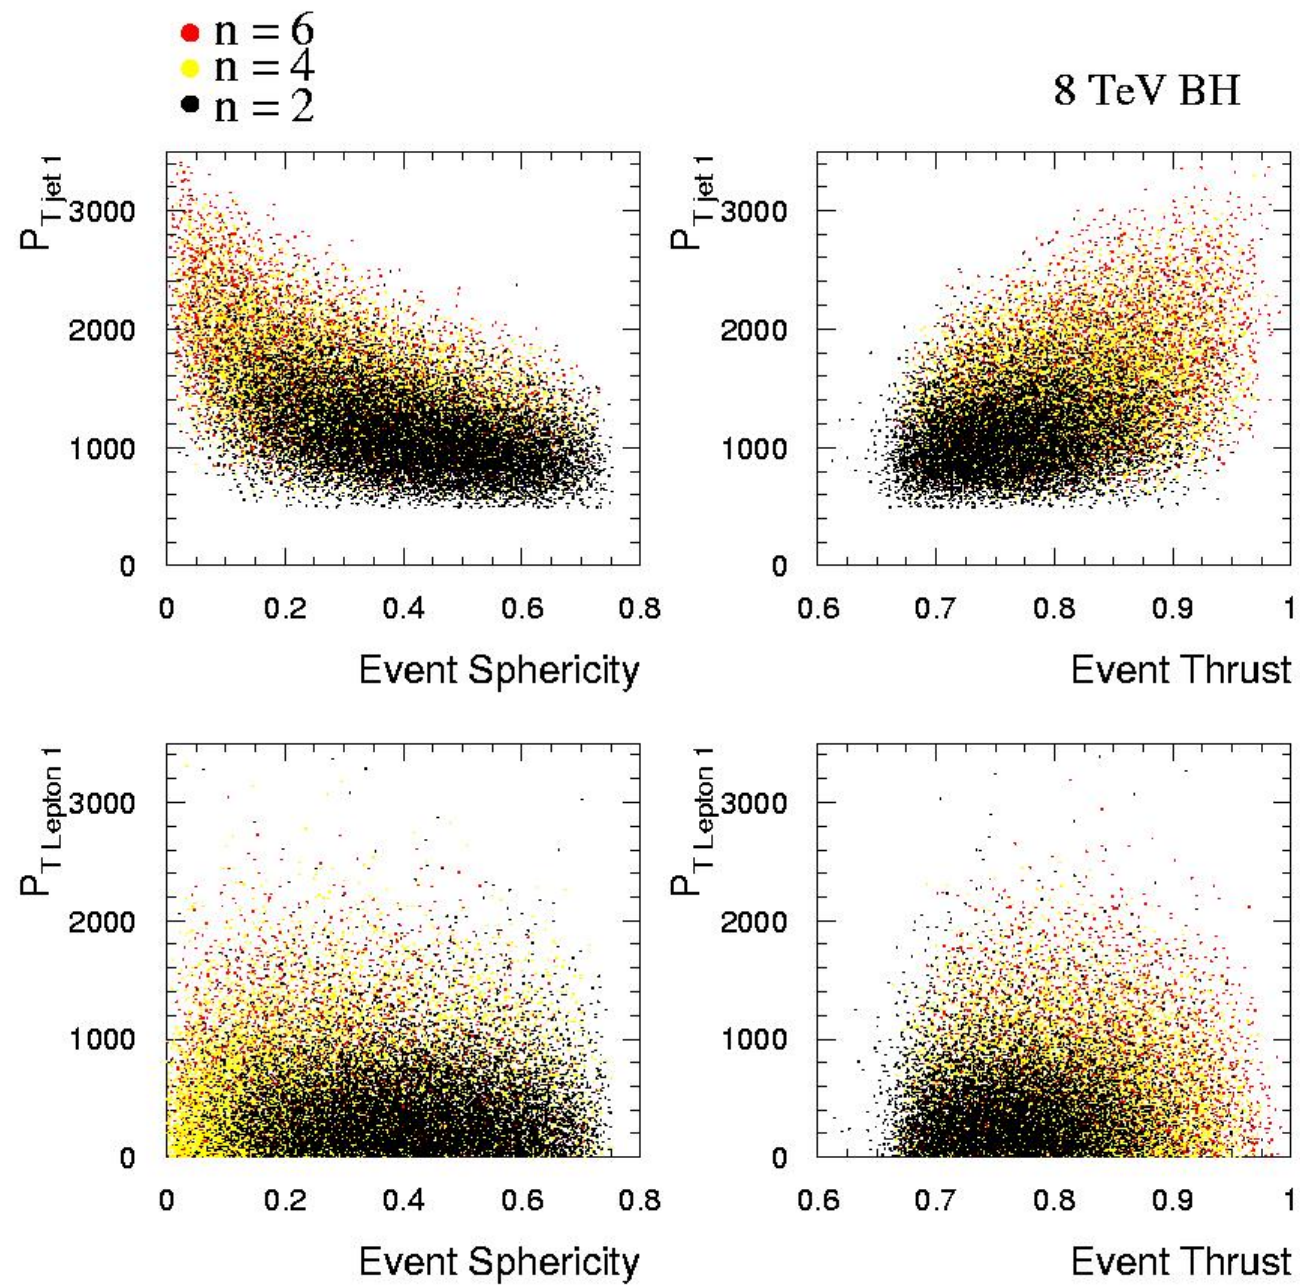 n = 6
n = 4
n = 2
8 TeV BH
P_T jet 1
3000
2000
1000
0
0 0.2 0.4 0.6 0.8
Event Sphericity
P_T jet 1
3000
2000
1000
0
0.6 0.7 0.8 0.9 1
Event Thrust
P_T Lepton 1
3000
2000
1000
0
0 0.2 0.4 0.6 0.8
Event Sphericity
P_T Lepton 1
3000
2000
1000
0
0.6 0.7 0.8 0.9 1
Event Thrust